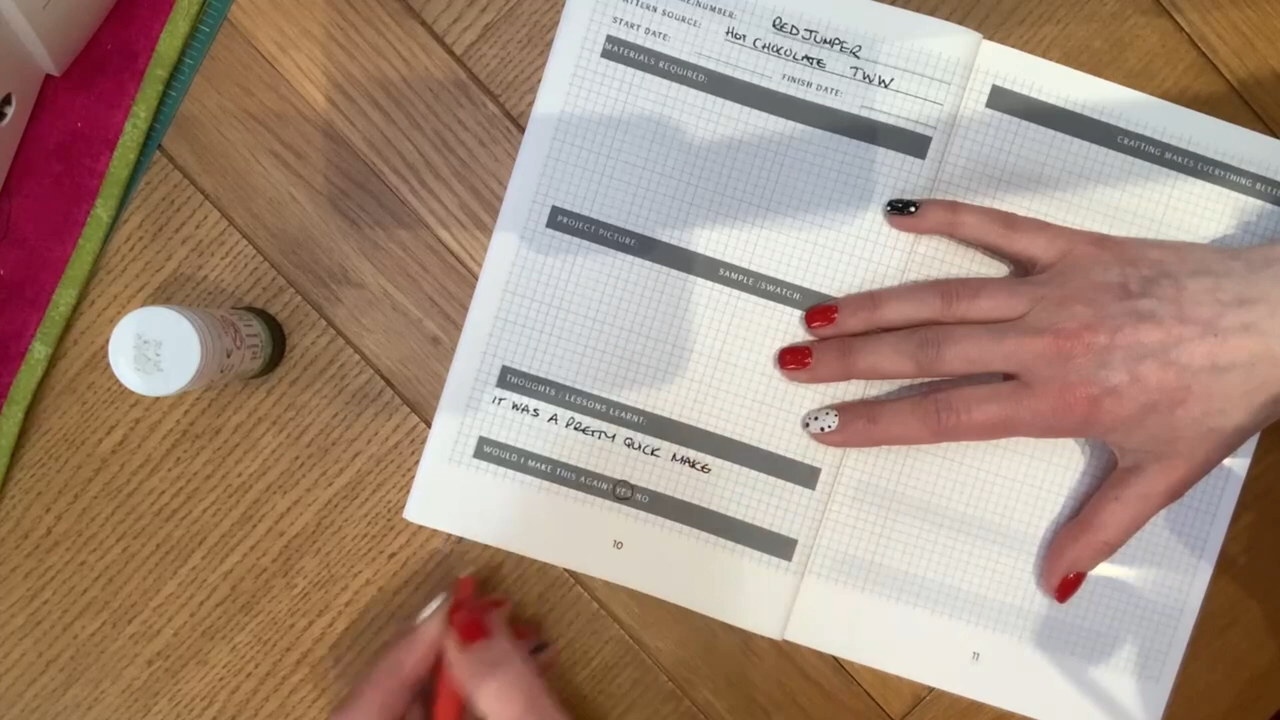 NUMBER:
RED JUMPER
PATTERN SOURCE:
HOT CHOCOLATE TWW
START DATE:
FINISH DATE:
MATERIALS REQUIRED:
PROJECT PICTURE
SAMPLE / SWATCH:
THOUGHTS / LESSONS LEARNT:
IT WAS A PRETTY QUICK MAKE
WOULD I MAKE THIS AGAIN? YES NO
10
CRAFTING MAKES EVERYTHING BETT
11